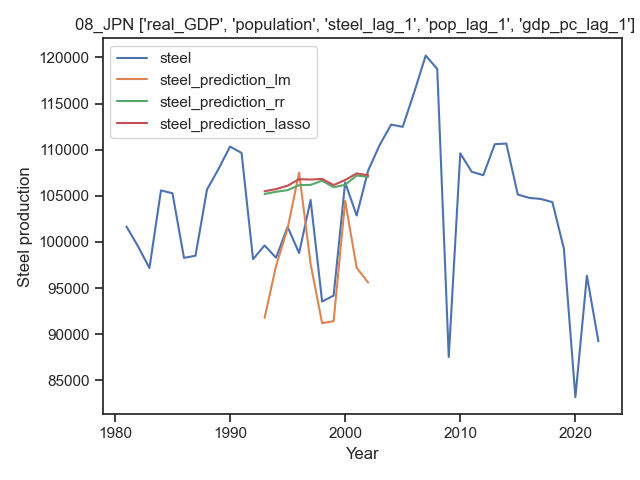 08_JPN ['real_GDP', 'population', 'steel_lag_1', 'pop_lag_1', 'gdp_pc_lag_1']
steel
steel_prediction_lm
steel_prediction_rr
steel_prediction_lasso
120000
115000
110000
105000
100000
95000
90000
85000
Steel production
1980
1990
2000
2010
2020
Year